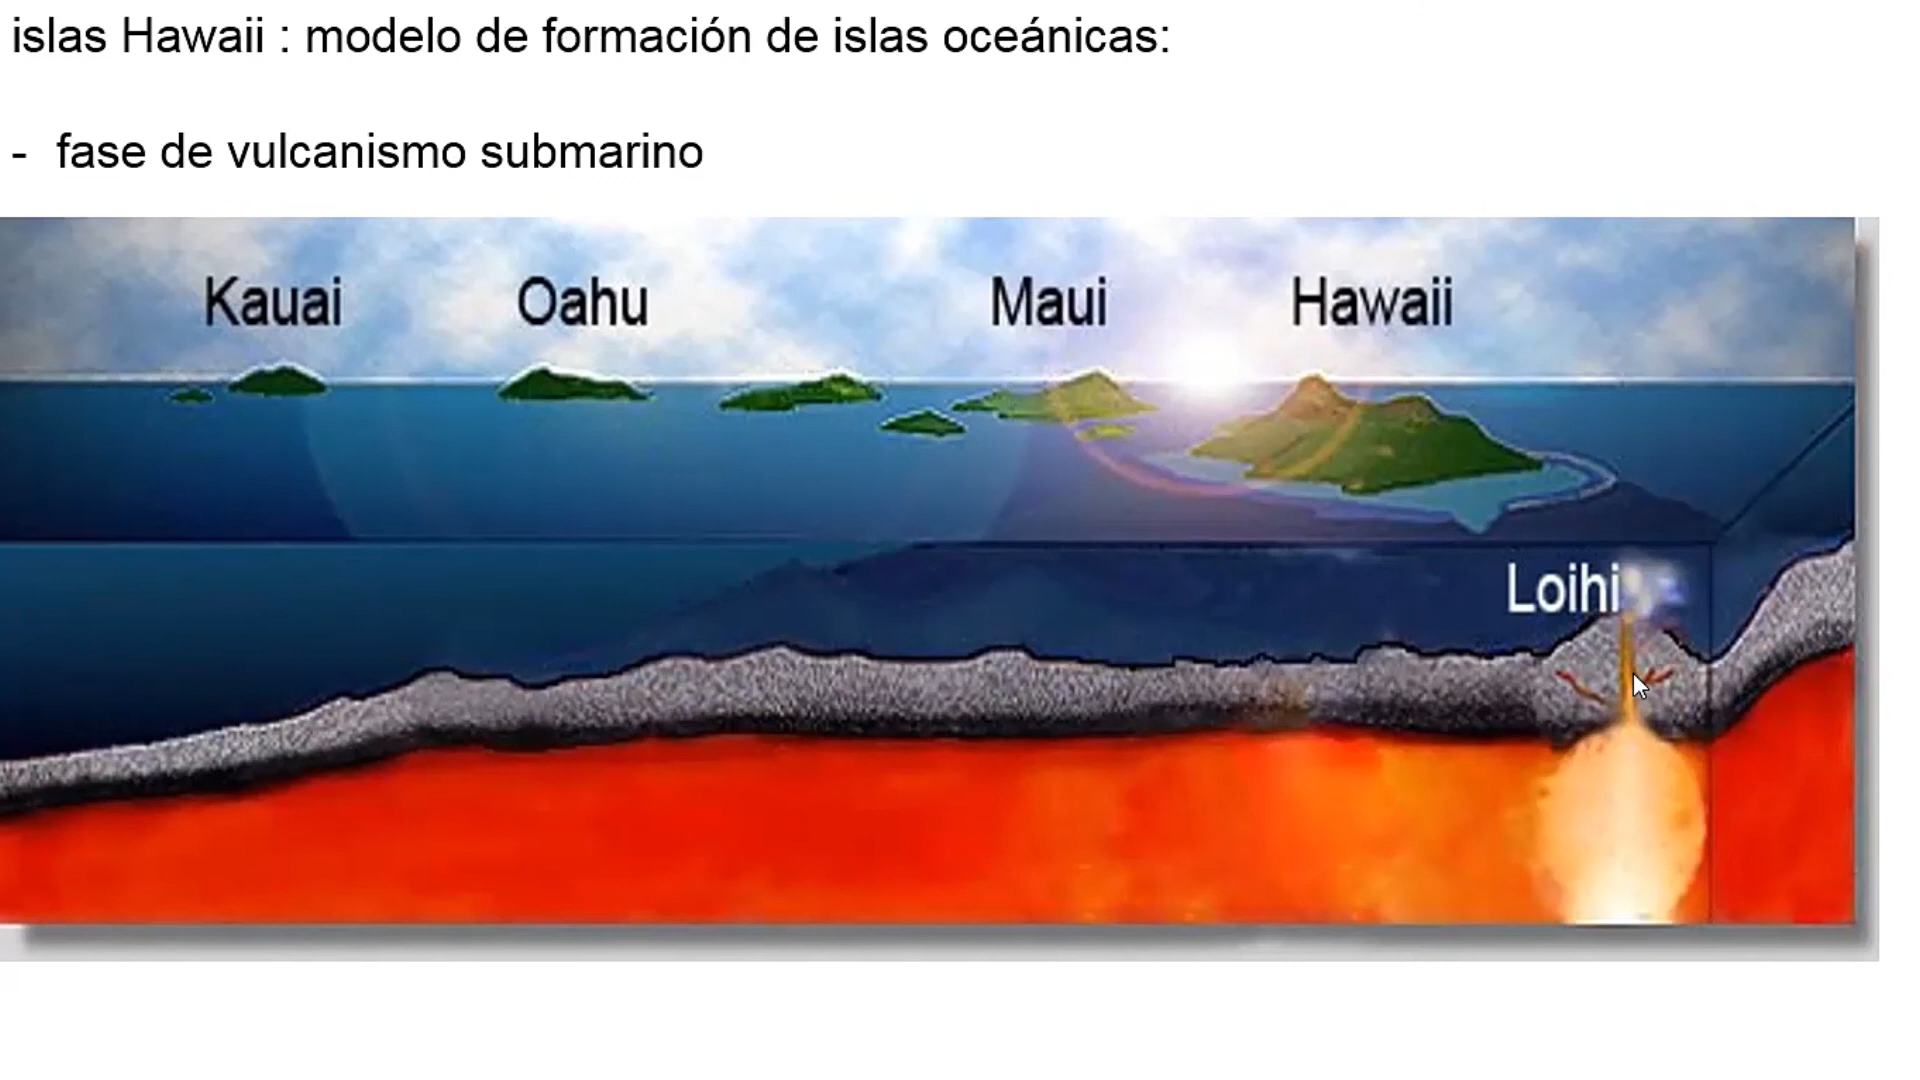 islas Hawaii : modelo de formación de islas oceánicas:
- fase de vulcanismo submarino
Kauai Oahu Maui Hawaii
Loihi